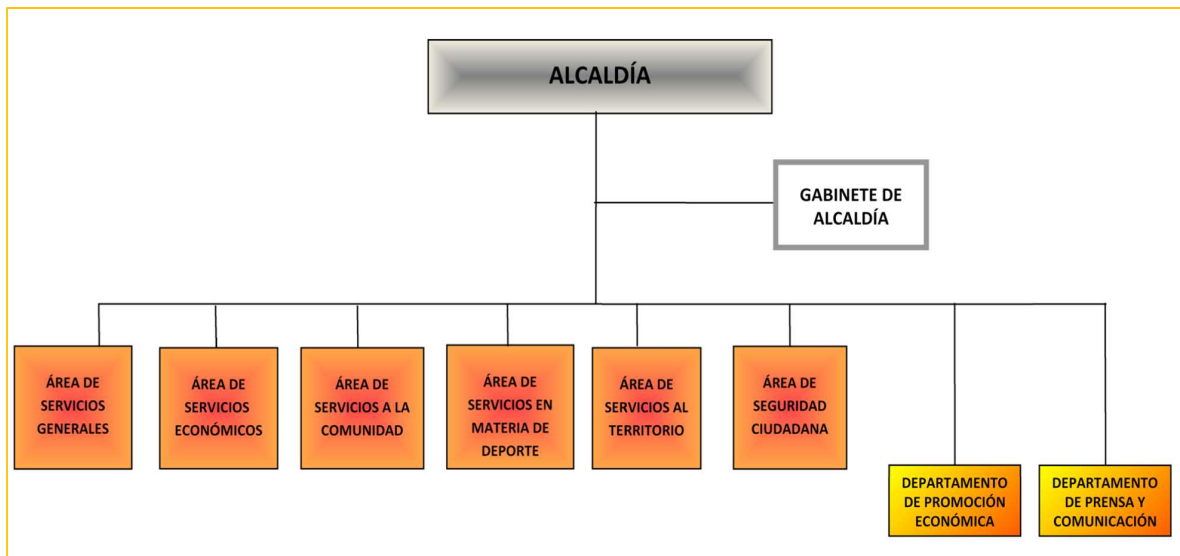 ALCALDÍA
GABINETE DE
ALCALDÍA
ÁREA DE
SERVICIOS
GENERALES
ÁREA DE
SERVICIOS
ECONÓMICOS
ÁREA DE
SERVICIOS A LA
COMUNIDAD
ÁREA DE
SERVICIOS EN
MATERIA DE
DEPORTE
ÁREA DE
SERVICIOS AL
TERRITORIO
ÁREA DE
SEGURIDAD
CIUDADANA
DEPARTAMENTO
DE PROMOCIÓN
ECONÓMICA
DEPARTAMENTO
DE PRENSA Y
COMUNICACIÓN